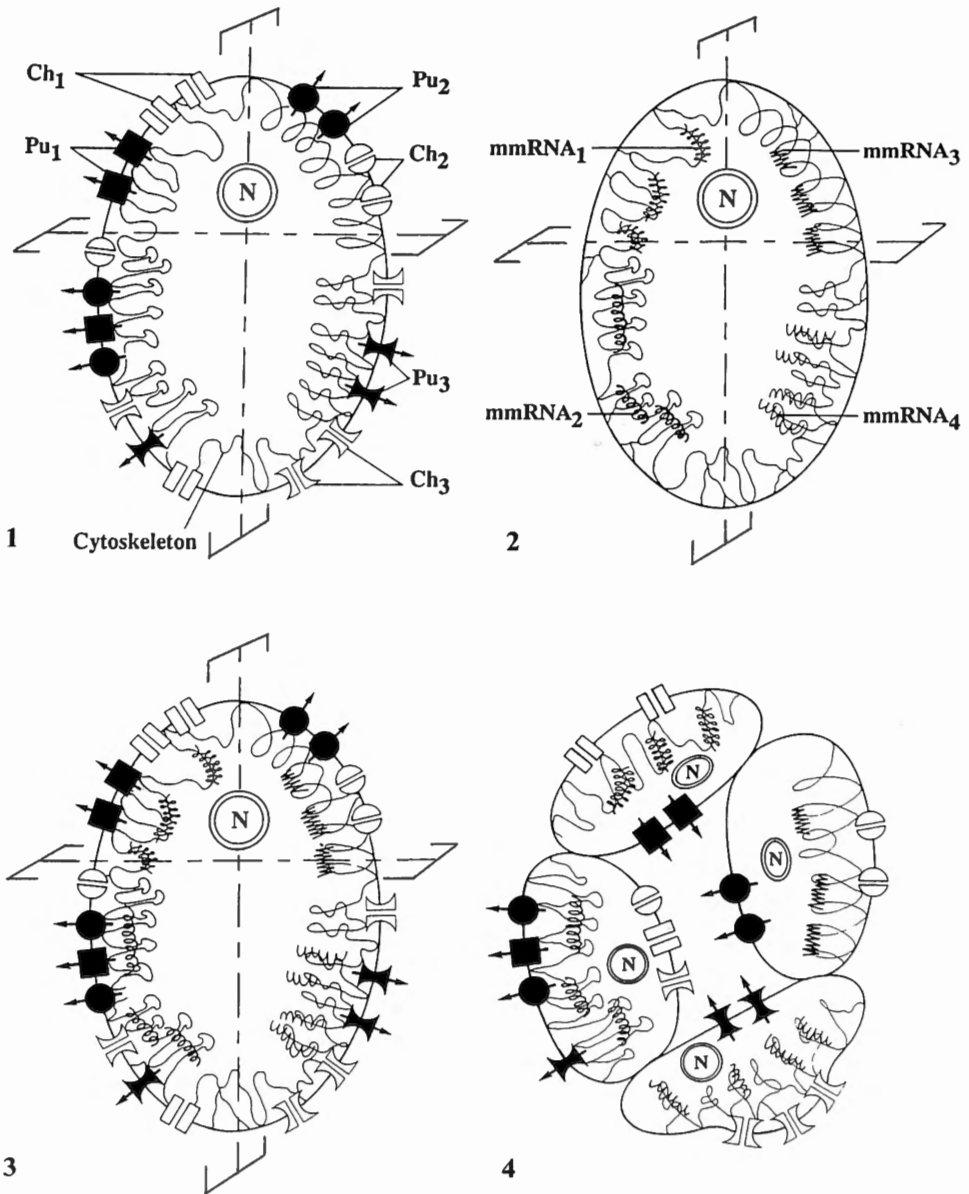 Ch1
Pu2
Pu1
Ch2
N
Pu3
Ch3
Cytoskeleton
1
mmRNA1
mmRNA3
N
mmRNA2
mmRNA4
2
N
3
N
N
N
N
4